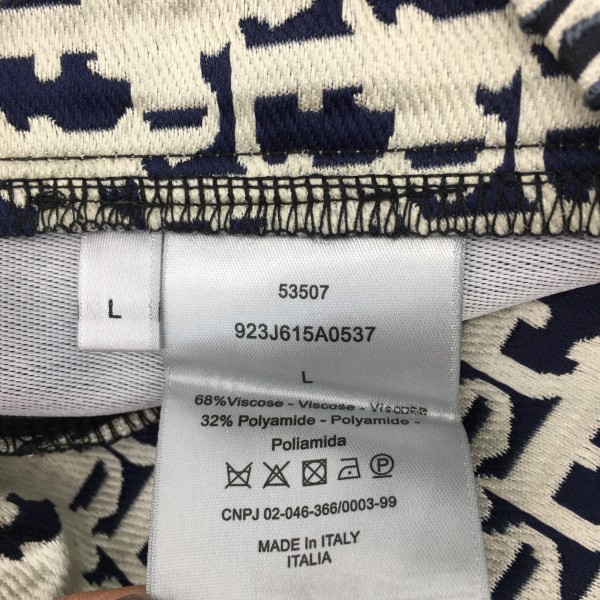 L
53507
923J615A0537
L
68%Viscose - Viscose - Viscose
32% Polyamide - Polyamide -
Poliamida
P
CNPJ 02-046-366/0003-99
MADE In ITALY
ITALIA